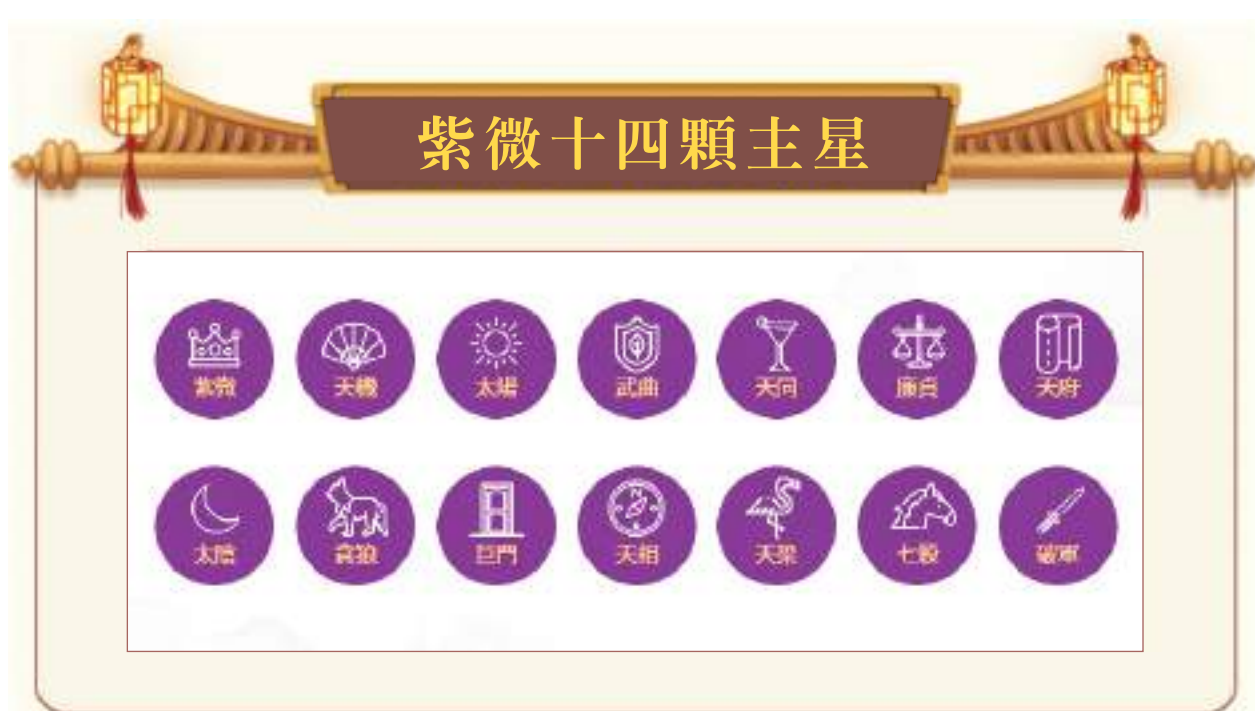 紫微十四顆主星
紫微 天機 太陽 武曲 天同 廉貞 天府
太陰 貪狼 巨門 天相 天梁 七殺 破軍